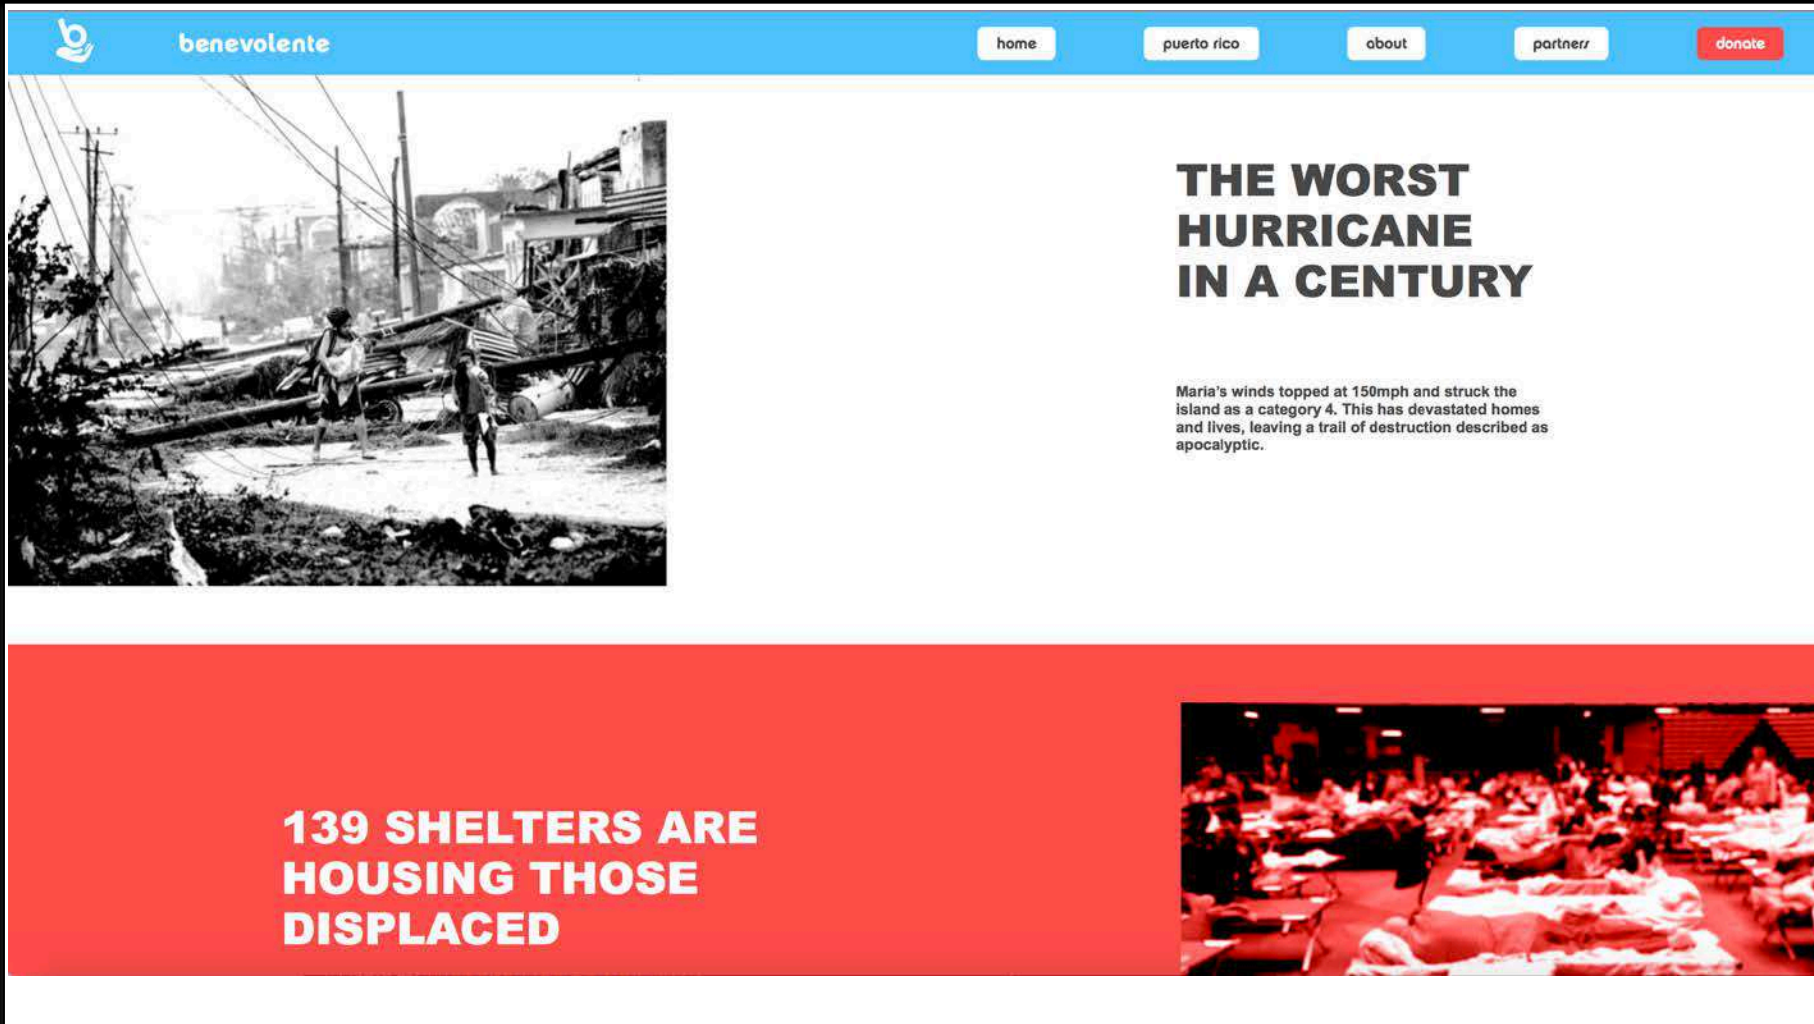 benevolente
home
puerto rico
about
partners
donate
THE WORST
HURRICANE
IN A CENTURY
Maria's winds topped at 150mph and struck the
island as a category 4. This has devastated homes
and lives, leaving a trail of destruction described as
apocalyptic.
139 SHELTERS ARE
HOUSING THOSE
DISPLACED